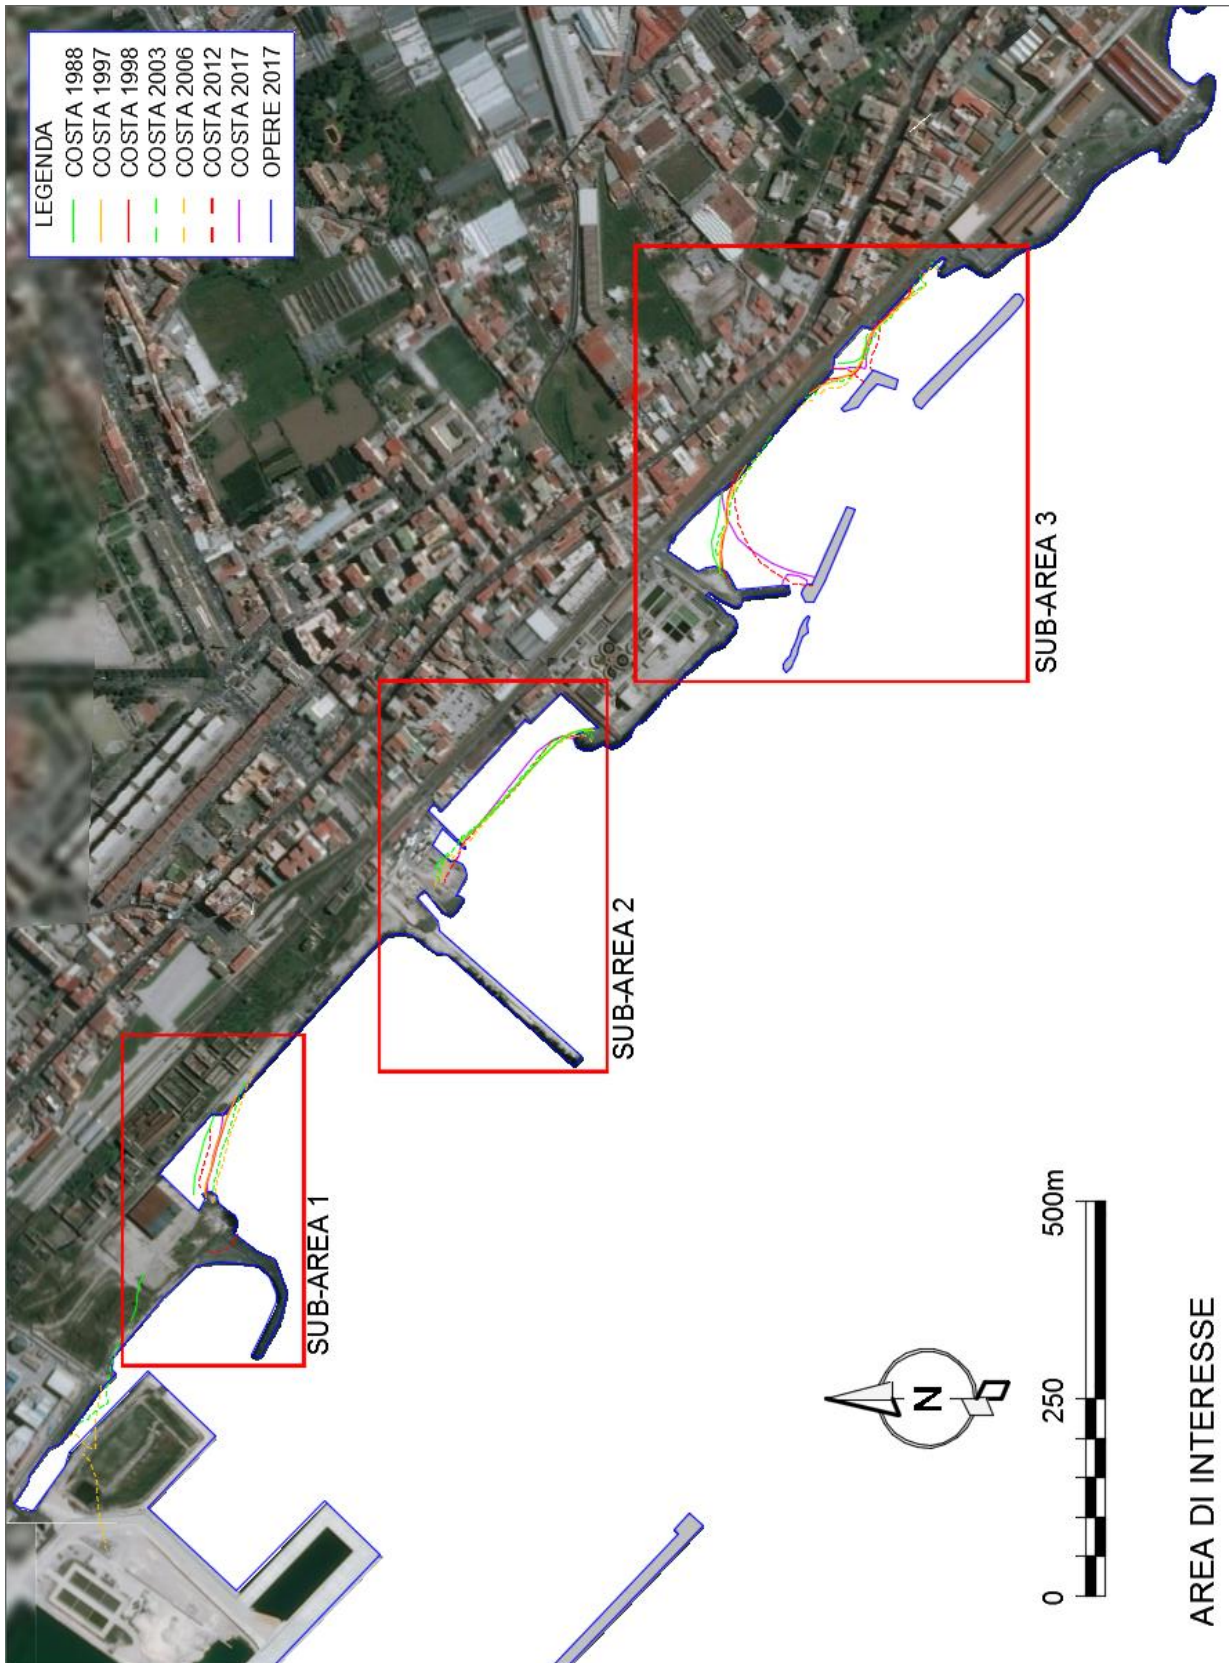 LEGENDA
COSTA 1988
COSTA 1997
COSTA 1998
COSTA 2003
COSTA 2006
COSTA 2012
COSTA 2017
OPERE 2017
SUB-AREA 1
SUB-AREA 2
SUB-AREA 3
N
0 250 500m
AREA DI INTERESSE